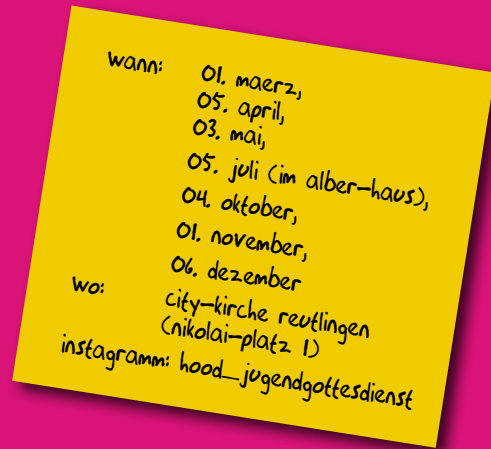 wann: 01. maerz,
05. april,
03. mai,
05. juli (im alber-haus),
04. oktober,
01. november,
06. dezember
wo: city-kirche reutlingen
(nikolai-platz 1)
instagramm: hood_jugendgottesdienst